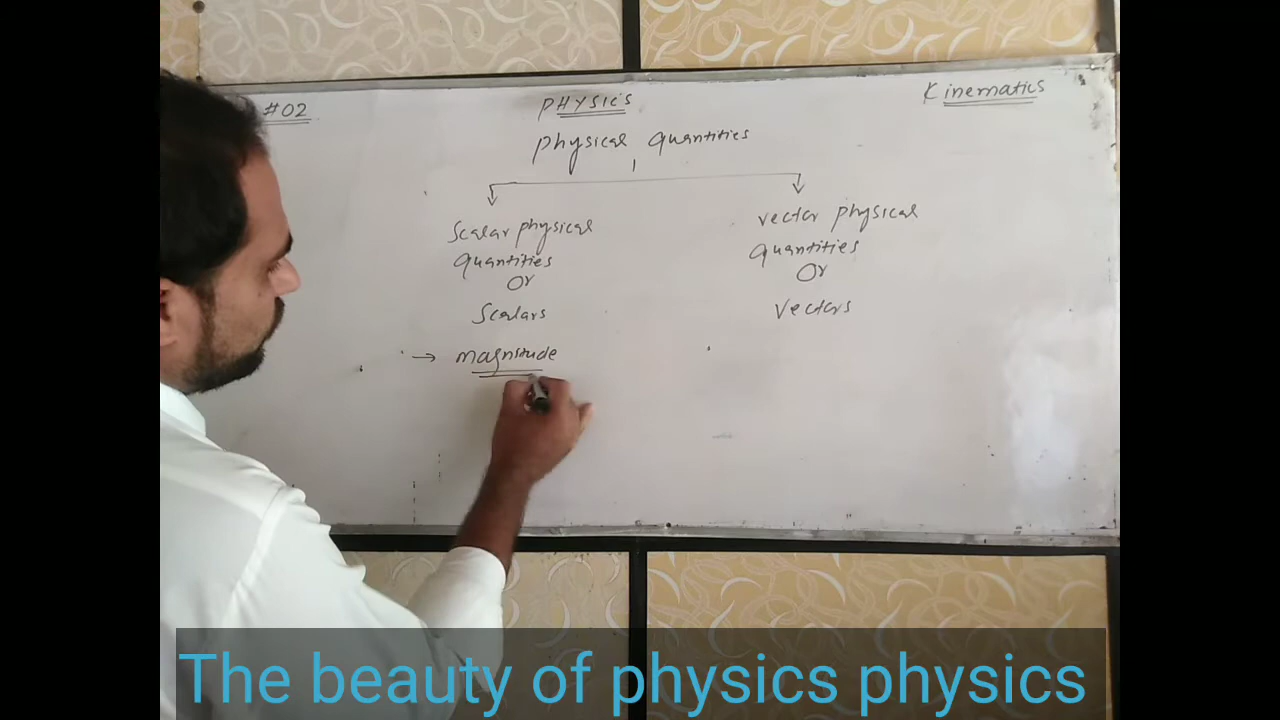 #02
PHYSICS
Kinematics
physical quantities
scalar physical
quantities
Or
Scalars
vector physical
quantities
Or
Vectors
→ magnitude
The beauty of physics physics